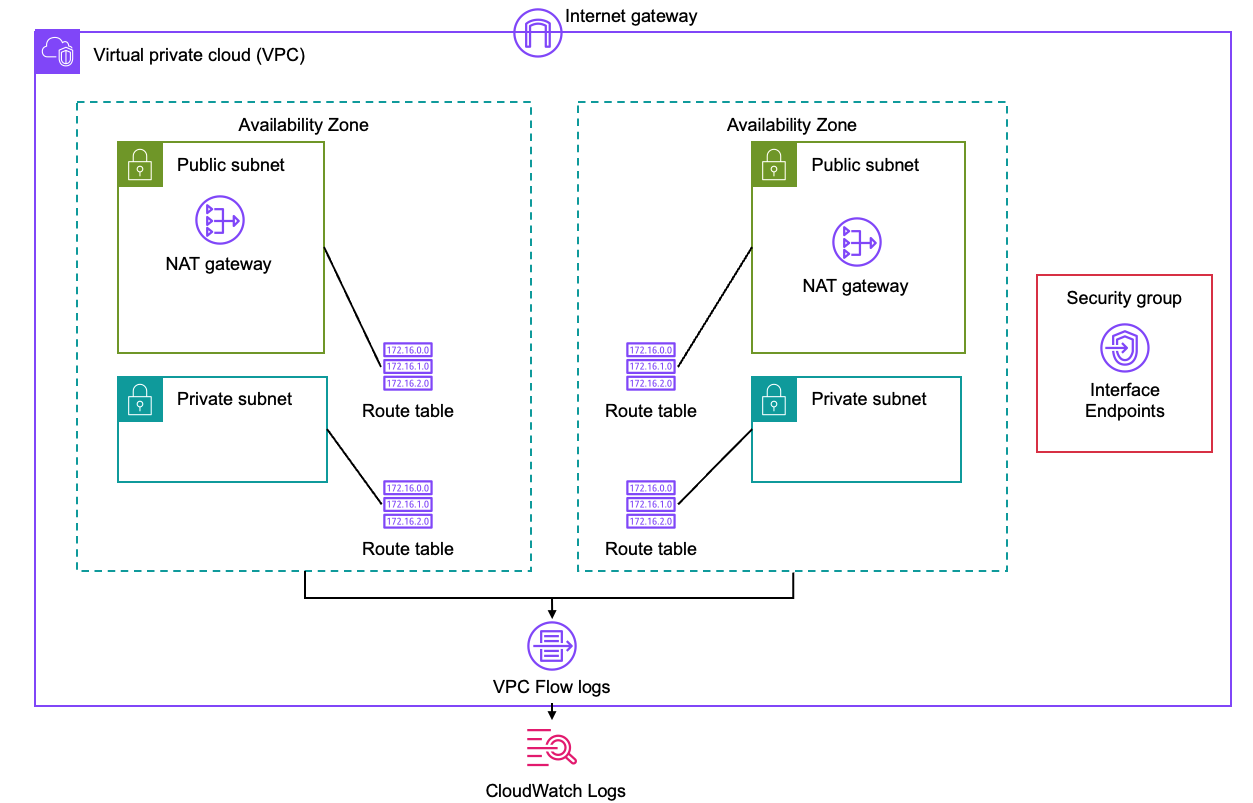 Internet gateway
Virtual private cloud (VPC)
Availability Zone
Public subnet
NAT gateway
172.16.0.0
172.16.1.0
172.16.2.0
Route table
Private subnet
172.16.0.0
172.16.1.0
172.16.2.0
Route table
Availability Zone
Public subnet
NAT gateway
172.16.0.0
172.16.1.0
172.16.2.0
Route table
Private subnet
172.16.0.0
172.16.1.0
172.16.2.0
Route table
Security group
Interface
Endpoints
VPC Flow logs
CloudWatch Logs